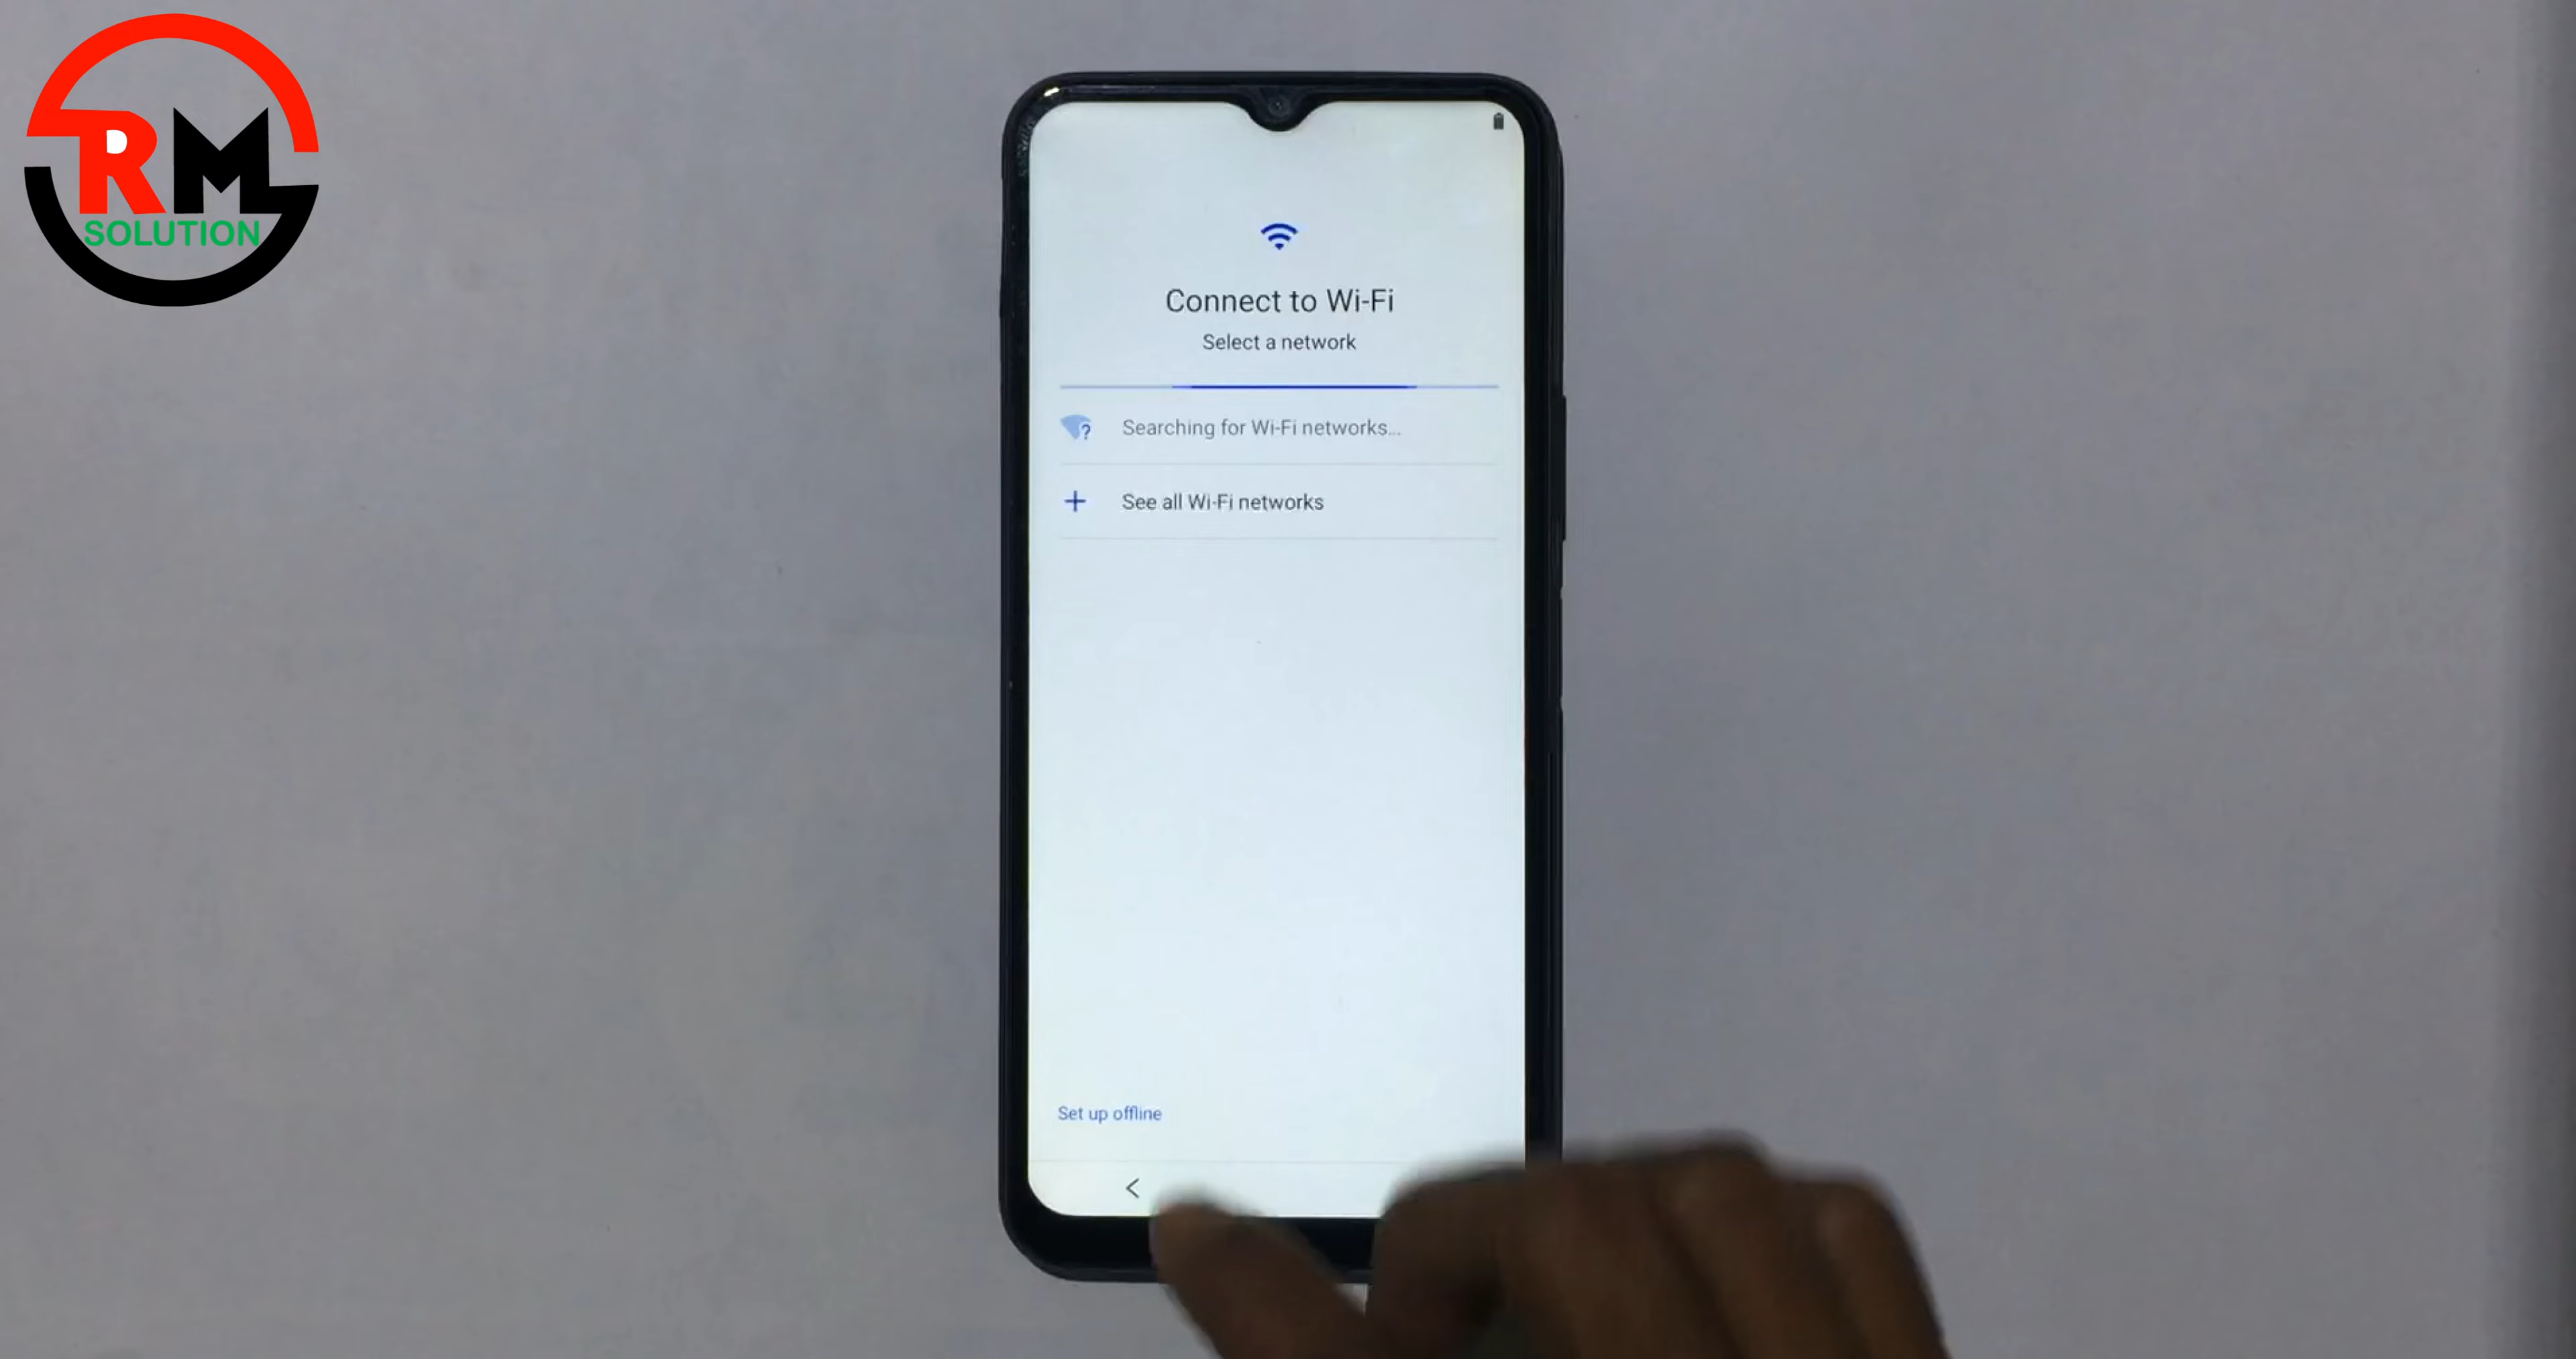 RM
SOLUTION
Connect to Wi-Fi
Select a network
Searching for Wi-Fi networks...
See all Wi-Fi networks
Set up offline